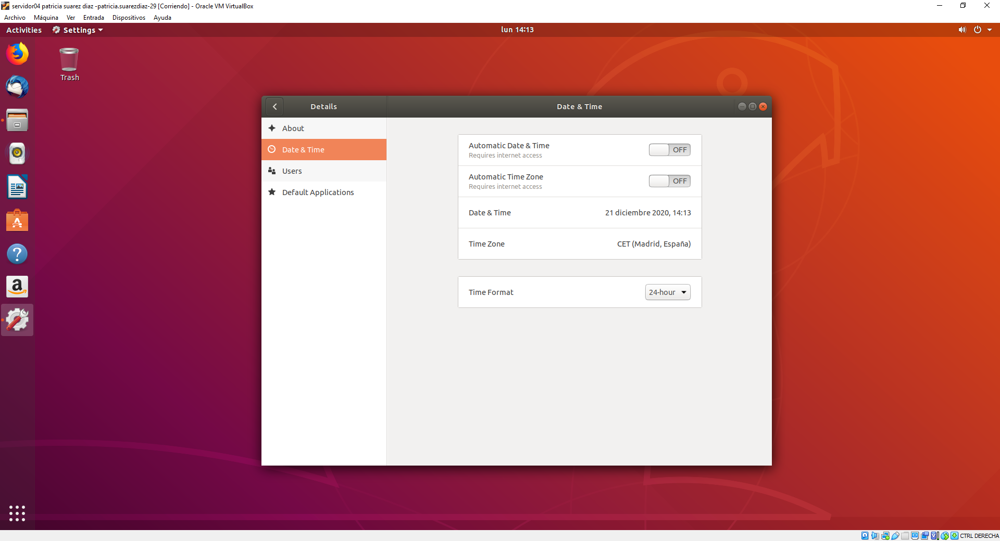 servidor04 patricia suarez diaz -patricia.suarezdiaz-29 [Corriendo] - Oracle VM VirtualBox
Archivo Máquina Ver Entrada Dispositivos Ayuda
Activities Settings lun 14:13
Trash
Details Date & Time
About
Date & Time
Users
Default Applications
Automatic Date & Time
Requires internet access
OFF
Automatic Time Zone
Requires internet access
OFF
Date & Time 21 diciembre 2020, 14:13
Time Zone CET (Madrid, España)
Time Format 24-hour
CTRL DERECHA